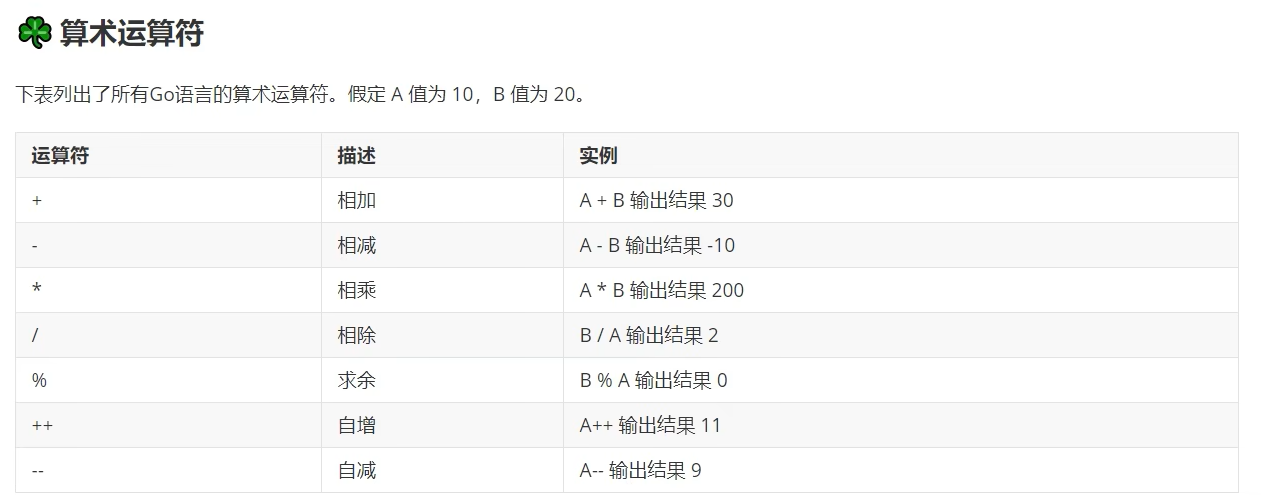 算术运算符
下表列出了所有Go语言的算术运算符。假定 A 值为 10，B 值为 20。
运算符 描述 实例
+ 相加 A + B 输出结果 30
- 相减 A - B 输出结果 -10
* 相乘 A * B 输出结果 200
/ 相除 B / A 输出结果 2
% 求余 B % A 输出结果 0
++ 自增 A++ 输出结果 11
-- 自减 A-- 输出结果 9